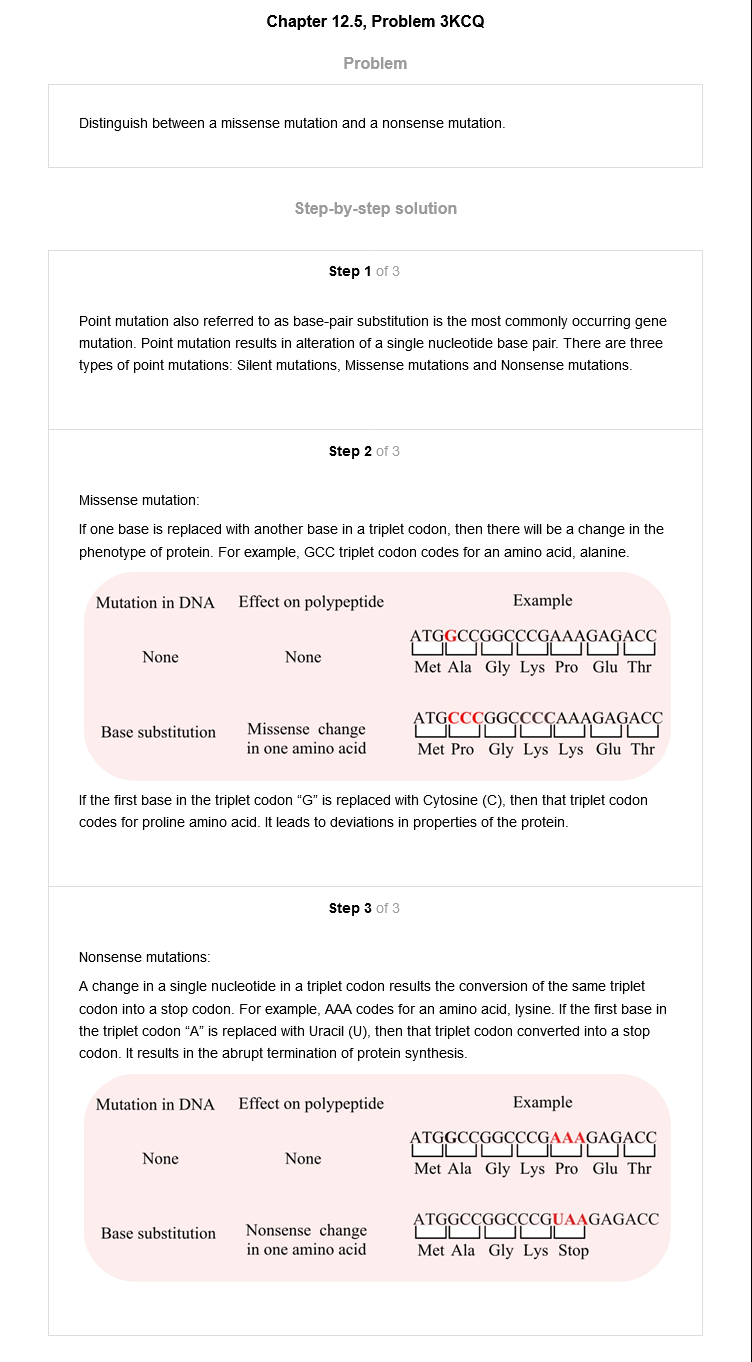 Chapter 12.5, Problem 3KCQ
Problem
Distinguish between a missense mutation and a nonsense mutation.
Step-by-step solution
Step 1 of 3
Point mutation also referred to as base-pair substitution is the most commonly occurring gene
mutation. Point mutation results in alteration of a single nucleotide base pair. There are three
types of point mutations: Silent mutations, Missense mutations and Nonsense mutations.
Step 2 of 3
Missense mutation:
If one base is replaced with another base in a triplet codon, then there will be a change in the
phenotype of protein. For example, GCC triplet codon codes for an amino acid, alanine.
Mutation in DNA Effect on polypeptide Example
ATGGCCGGCCCGAAAGAGACC
None None
Met Ala Gly Lys Pro Glu Thr
ATGCCCGGCCCCAAAGAGACC
Base substitution Missense change
in one amino acid
Met Pro Gly Lys Lys Glu Thr
If the first base in the triplet codon “G” is replaced with Cytosine (C), then that triplet codon
codes for proline amino acid. It leads to deviations in properties of the protein.
Step 3 of 3
Nonsense mutations:
A change in a single nucleotide in a triplet codon results the conversion of the same triplet
codon into a stop codon. For example, AAA codes for an amino acid, lysine. If the first base in
the triplet codon “A” is replaced with Uracil (U), then that triplet codon converted into a stop
codon. It results in the abrupt termination of protein synthesis.
Mutation in DNA Effect on polypeptide Example
ATGGCCGGCCCGAAAGAGACC
None None
Met Ala Gly Lys Pro Glu Thr
ATGGCCGGCCCGUAAGAGACC
Base substitution Nonsense change
in one amino acid
Met Ala Gly Lys Stop